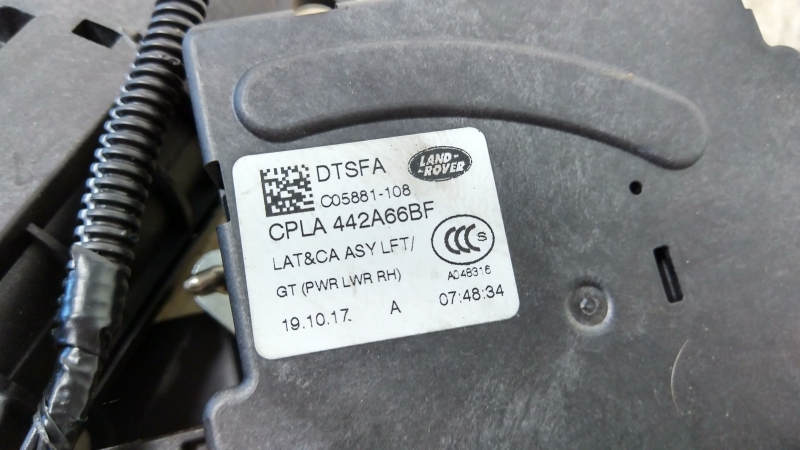 DTSFA
LAND-
-ROVER
C05881-108
CPLA 442A66BF
LAT&CA ASY LFT/
GT (PWR LWR RH)
CCC S
A048316
19.10.17. A 07:48:34